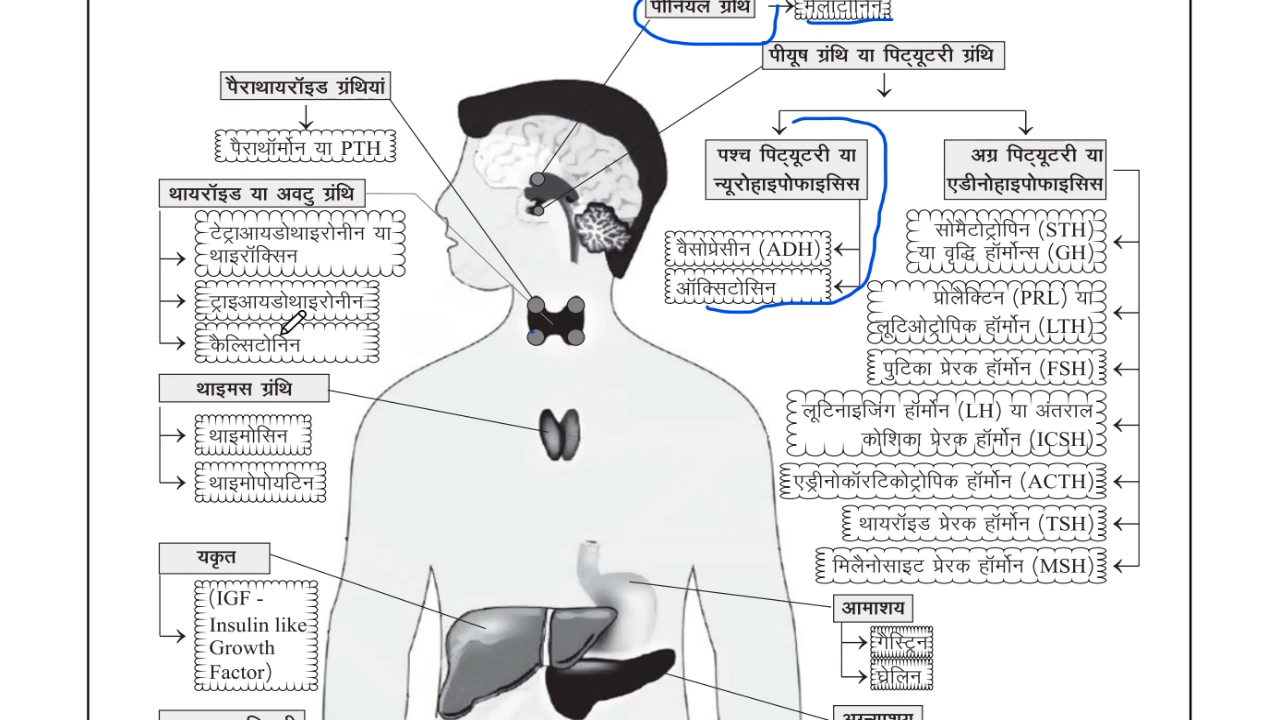 पीनियल ग्रंथि
मेलाटोनिन
पीयूष ग्रंथि या पिट्यूटरी ग्रंथि
पैराथायरॉइड ग्रंथियां
पैराथॉर्मोन या PTH
थायरॉइड या अवटु ग्रंथि
टेट्राआयडोथाइरोनीन या
थाइरॉक्सिन
ट्राइआयडोथाइरोनीन
कैल्सिटोनिन
थाइमस ग्रंथि
थाइमोसिन
थाइमोपोयटिन
यकृत
(IGF -
Insulin like
Growth
Factor)
पश्च पिट्यूटरी या
न्यूरोहाइपोफाइसिस
वैसोप्रेसीन (ADH)
ऑक्सिटोसिन
अग्र पिट्यूटरी या
एडीनोहाइपोफाइसिस
सोमैटोट्रोपिन (STH)
या वृद्धि हॉर्मोन्स (GH)
प्रोलैक्टिन (PRL) या
लूटिओट्रोपिक हॉर्मोन (LTH)
पुटिका प्रेरक हॉर्मोन (FSH)
लूटिनाइजिंग हॉर्मोन (LH) या अंतराल
कोशिका प्रेरक हॉर्मोन (ICSH)
एड्रीनोकॉरटिकोट्रोपिक हॉर्मोन (ACTH)
थायरॉइड प्रेरक हॉर्मोन (TSH)
मिलैनोसाइट प्रेरक हॉर्मोन (MSH)
आमाशय
गैस्ट्रिन
घ्रेलिन
अग्न्याशय